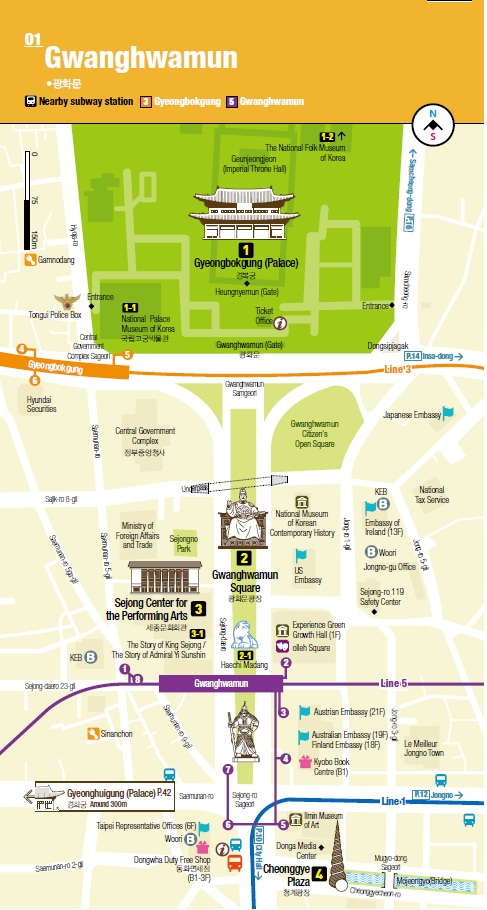 01
Gwanghwamun
•광화문
Nearby subway station 3 Gyeongbokgung 5 Gwanghwamun
N
S
1-2 ↑
The National Folk Museum
of Korea
Geunjeongjeon
(Imperial Throne Hall)
0
75
150m
Samcheong-dong P.16
Hyoja-ro
1
Gyeongbokgung (Palace)
경복궁
Heungnyemun (Gate)
Gamnodang
Samcheong-ro
Tongui Police Box
Entrance
1-1
National Palace
Museum of Korea
국립고궁박물관
Ticket
Office
Entrance
Gwanghwamun (Gate)
광화문
Central
Government
Complex Sageori
Dongsipjagak
P.14 Insa-dong
4
5
6
Gyeongbokgung
Line 3
Hyundai
Securities
Gwanghwamun
Samgeori
Gwanghwamun
Citizen's
Open Square
Japanese Embassy
Central Government
Complex
정부중앙청사
Saemunan-ro
Underpass
Sajik-ro 8-gil
National Museum
of Korean
Contemporary History
KEB
Embassy of
Ireland (13F)
National
Tax Service
Ministry of
Foreign Affairs
and Trade
Sejongno
Park
Jong-ro 1-gil
Jong-ro 5-gil
Woori
Jongno-gu Office
Saemunan-ro 5-gil
2
Gwanghwamun
Square
광화문광장
US
Embassy
Sejong-ro 119
Safety Center
Sejong Center for
the Performing Arts
세종문화회관
3
3-1
The Story of King Sejong /
The Story of Admiral Yi Sunshin
Sejong-daero
2-1
Haechi Madang
Experience Green
Growth Hall (1F)
olleh Square
KEB
1
8
2
Sejong-daero 23-gil
Gwanghwamun
Line 5
3
Austrian Embassy (21F)
Australian Embassy (19F)
Finland Embassy (18F)
Jong-ro 3-gil
Le Meilleur
Jongno Town
Sinanchon
4
Kyobo Book
Centre (B1)
7
Gyeonghuigung (Palace) P.42
경희궁 Around 300m
Saemunan-ro
Sejong-ro
Sageori
P.12 Jongno
Line 1
Taipei Representative Offices (6F)
6
5
Ilmin Museum
of Art
Woori
P.10 City Hall
Donga Media
Center
Dongwha Duty Free Shop
동화면세점
(B1-3F)
Saemunan-ro 2-gil
Cheonggye
Plaza
청계광장
4
Mugyo-dong
Sageori
Mojeongyo(Bridge)
Cheonggyecheon-ro